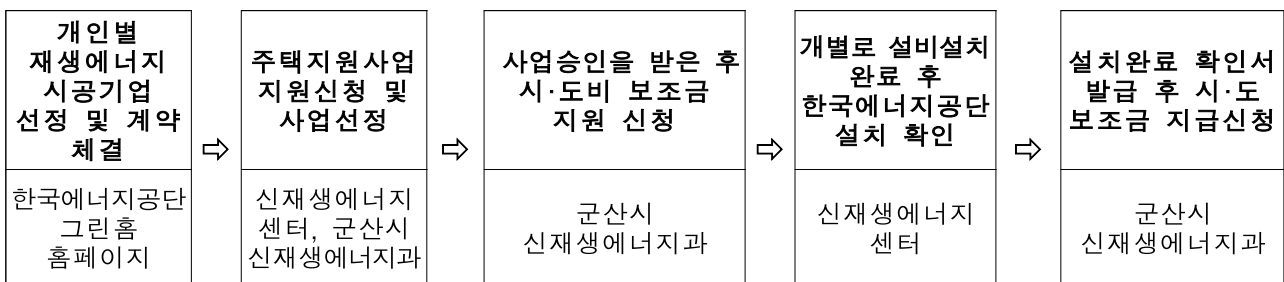 개인별
재생에너지
시공기업
선정 및 계약
체결
한국에너지공단
그린홈
홈페이지
⇨
주택지원사업
지원신청 및
사업선정
신재생에너지
센터, 군산시
신재생에너지과
⇨
사업승인을 받은 후
시·도비 보조금
지원 신청
군산시
신재생에너지과
⇨
개별로 설비설치
완료 후
한국에너지공단
설치 확인
신재생에너지
센터
⇨
설치완료 확인서
발급 후 시·도
보조금 지급신청
군산시
신재생에너지과